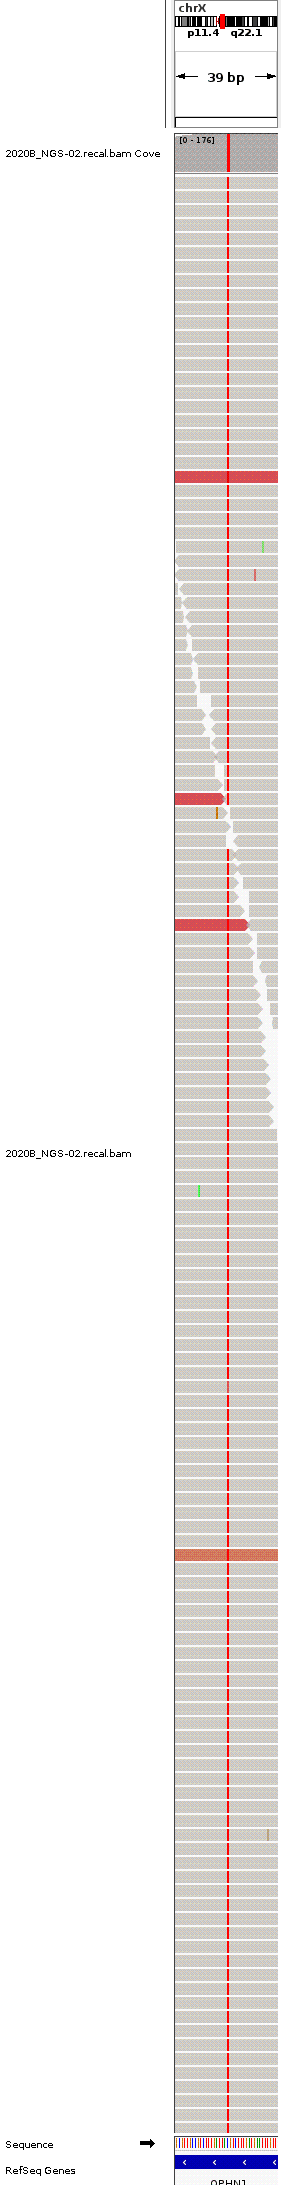 chrX
p11.4 q22.1
39 bp
[0 - 176]
2020B_NGS-02.recal.bam Cove
2020B_NGS-02.recal.bam
Sequence
RefSeq Genes
OPHN1